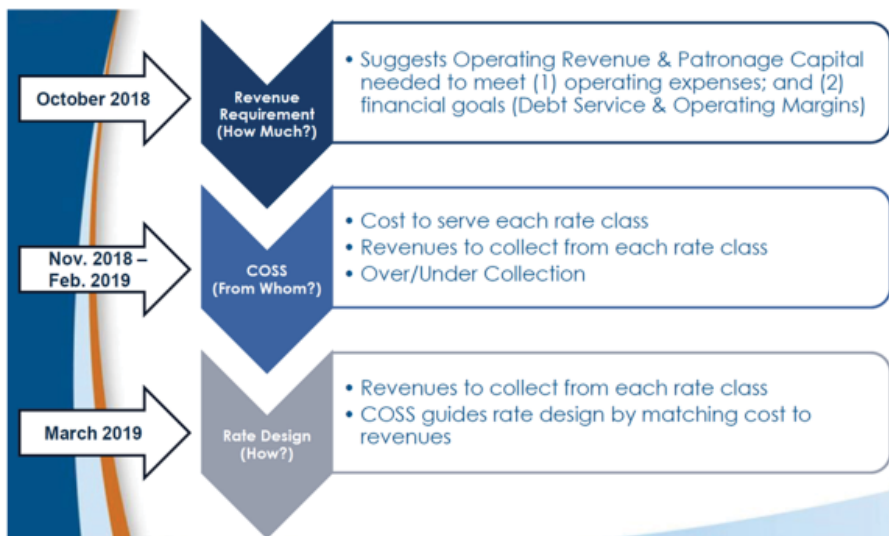 October 2018
Revenue
Requirement
(How Much?)
• Suggests Operating Revenue & Patronage Capital
needed to meet (1) operating expenses; and (2)
financial goals (Debt Service & Operating Margins)
Nov. 2018 –
Feb. 2019
COSS
(From Whom?)
• Cost to serve each rate class
• Revenues to collect from each rate class
• Over/Under Collection
March 2019
Rate Design
(How?)
• Revenues to collect from each rate class
• COSS guides rate design by matching cost to
revenues